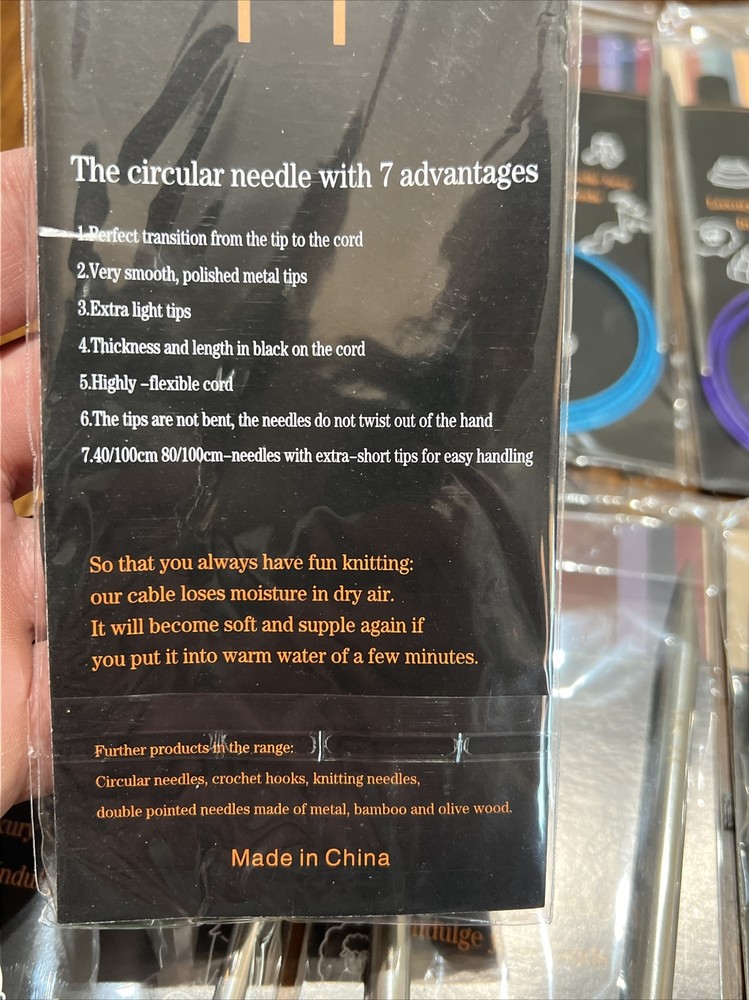 The circular needle with 7 advantages
1.Perfect transition from the tip to the cord
2.Very smooth, polished metal tips
3.Extra light tips
4.Thickness and length in black on the cord
5.Highly –flexible cord
6.The tips are not bent, the needles do not twist out of the hand
7.40/100cm 80/100cm–needles with extra–short tips for easy handling
So that you always have fun knitting:
our cable loses moisture in dry air.
It will become soft and supple again if
you put it into warm water of a few minutes.
Further products in the range:
Circular needles, crochet hooks, knitting needles,
double pointed needles made of metal, bamboo and olive wood.
Made in China